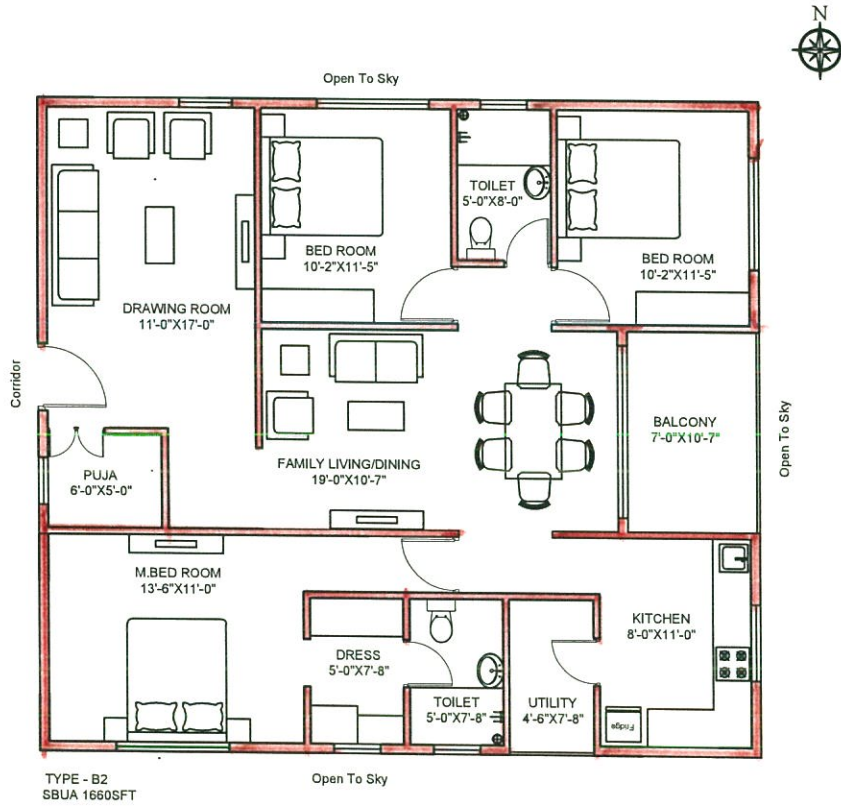 N
Open To Sky
TOILET
5'-0"X8'-0"
BED ROOM
10'-2"X11'-5"
BED ROOM
10'-2"X11'-5"
DRAWING ROOM
11'-0"X17'-0"
Corridor
BALCONY
7'-0"X10'-7"
Open To Sky
FAMILY LIVING/DINING
19'-0"X10'-7"
PUJA
6'-0"X5'-0"
M.BED ROOM
13'-6"X11'-0"
KITCHEN
8'-0"X11'-0"
DRESS
5'-0"X7'-8"
TOILET
5'-0"X7'-8"
UTILITY
4'-6"X7'-8"
Fridge
TYPE - B2
SBUA 1660SFT
Open To Sky